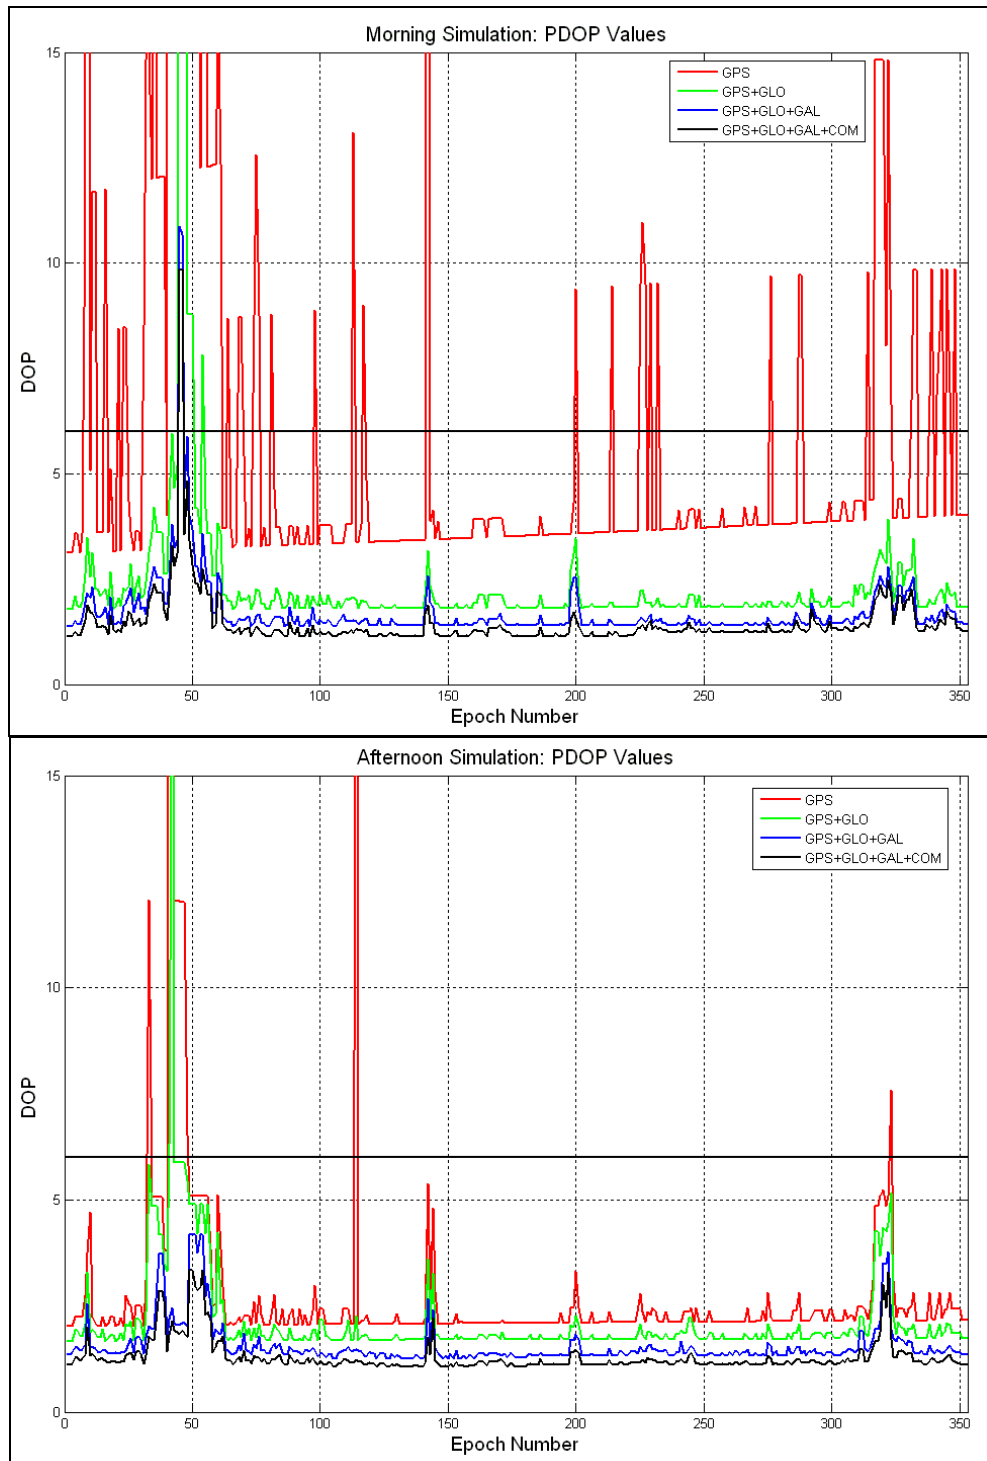 Morning Simulation: PDOP Values
15
10
5
0
DOP
GPS
GPS+GLO
GPS+GLO+GAL
GPS+GLO+GAL+COM
0 50 100 150 200 250 300 350
Epoch Number
Afternoon Simulation: PDOP Values
15
10
5
0
DOP
GPS
GPS+GLO
GPS+GLO+GAL
GPS+GLO+GAL+COM
0 50 100 150 200 250 300 350
Epoch Number